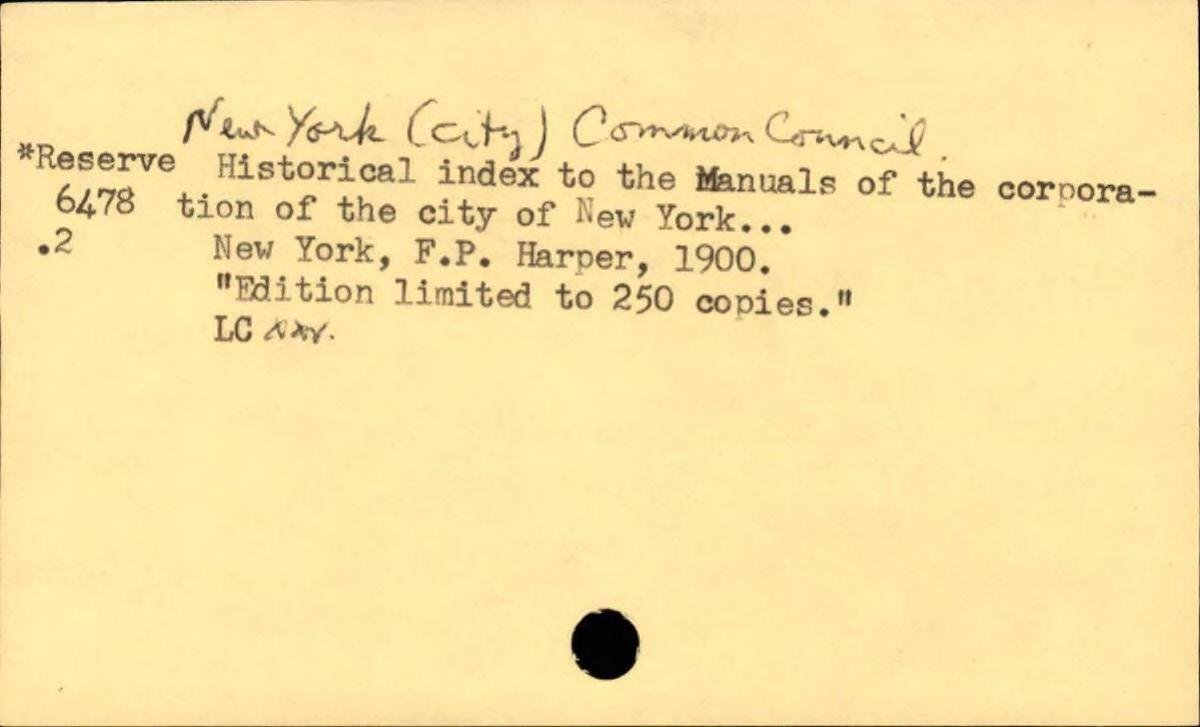 New York (city) Common Council.
*Reserve Historical index to the Manuals of the corpora-
6478 tion of the city of New York...
.2 New York, F.P. Harper, 1900.
"Edition limited to 250 copies."
LC